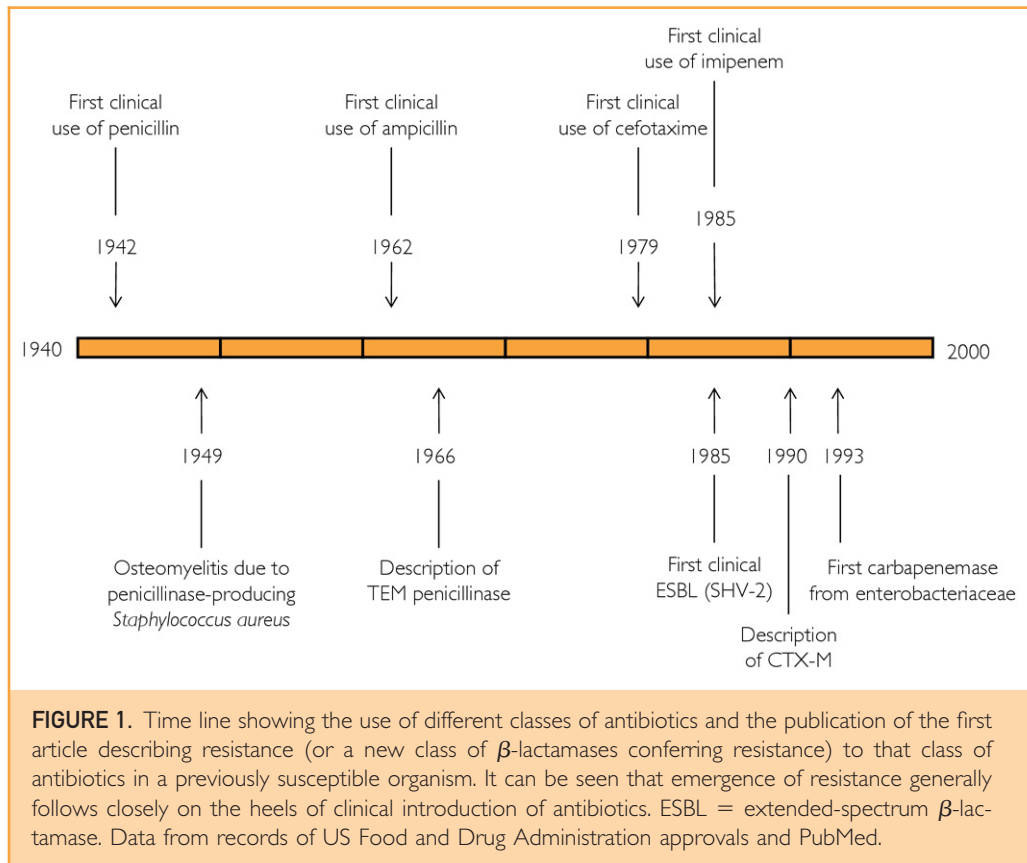 First clinical
use of imipenem
First clinical
use of penicillin
First clinical
use of ampicillin
First clinical
use of cefotaxime
1985
1942
1962
1979
1940
2000
1949
1966
1985
1990
1993
Osteomyelitis due to
penicillinase-producing
Staphylococcus aureus
Description of
TEM penicillinase
First clinical
ESBL (SHV-2)
First carbapenemase
from enterobacteriaceae
Description
of CTX-M
FIGURE 1. Time line showing the use of different classes of antibiotics and the publication of the first
article describing resistance (or a new class of β-lactamases conferring resistance) to that class of
antibiotics in a previously susceptible organism. It can be seen that emergence of resistance generally
follows closely on the heels of clinical introduction of antibiotics. ESBL = extended-spectrum β-lac-
tamase. Data from records of US Food and Drug Administration approvals and PubMed.